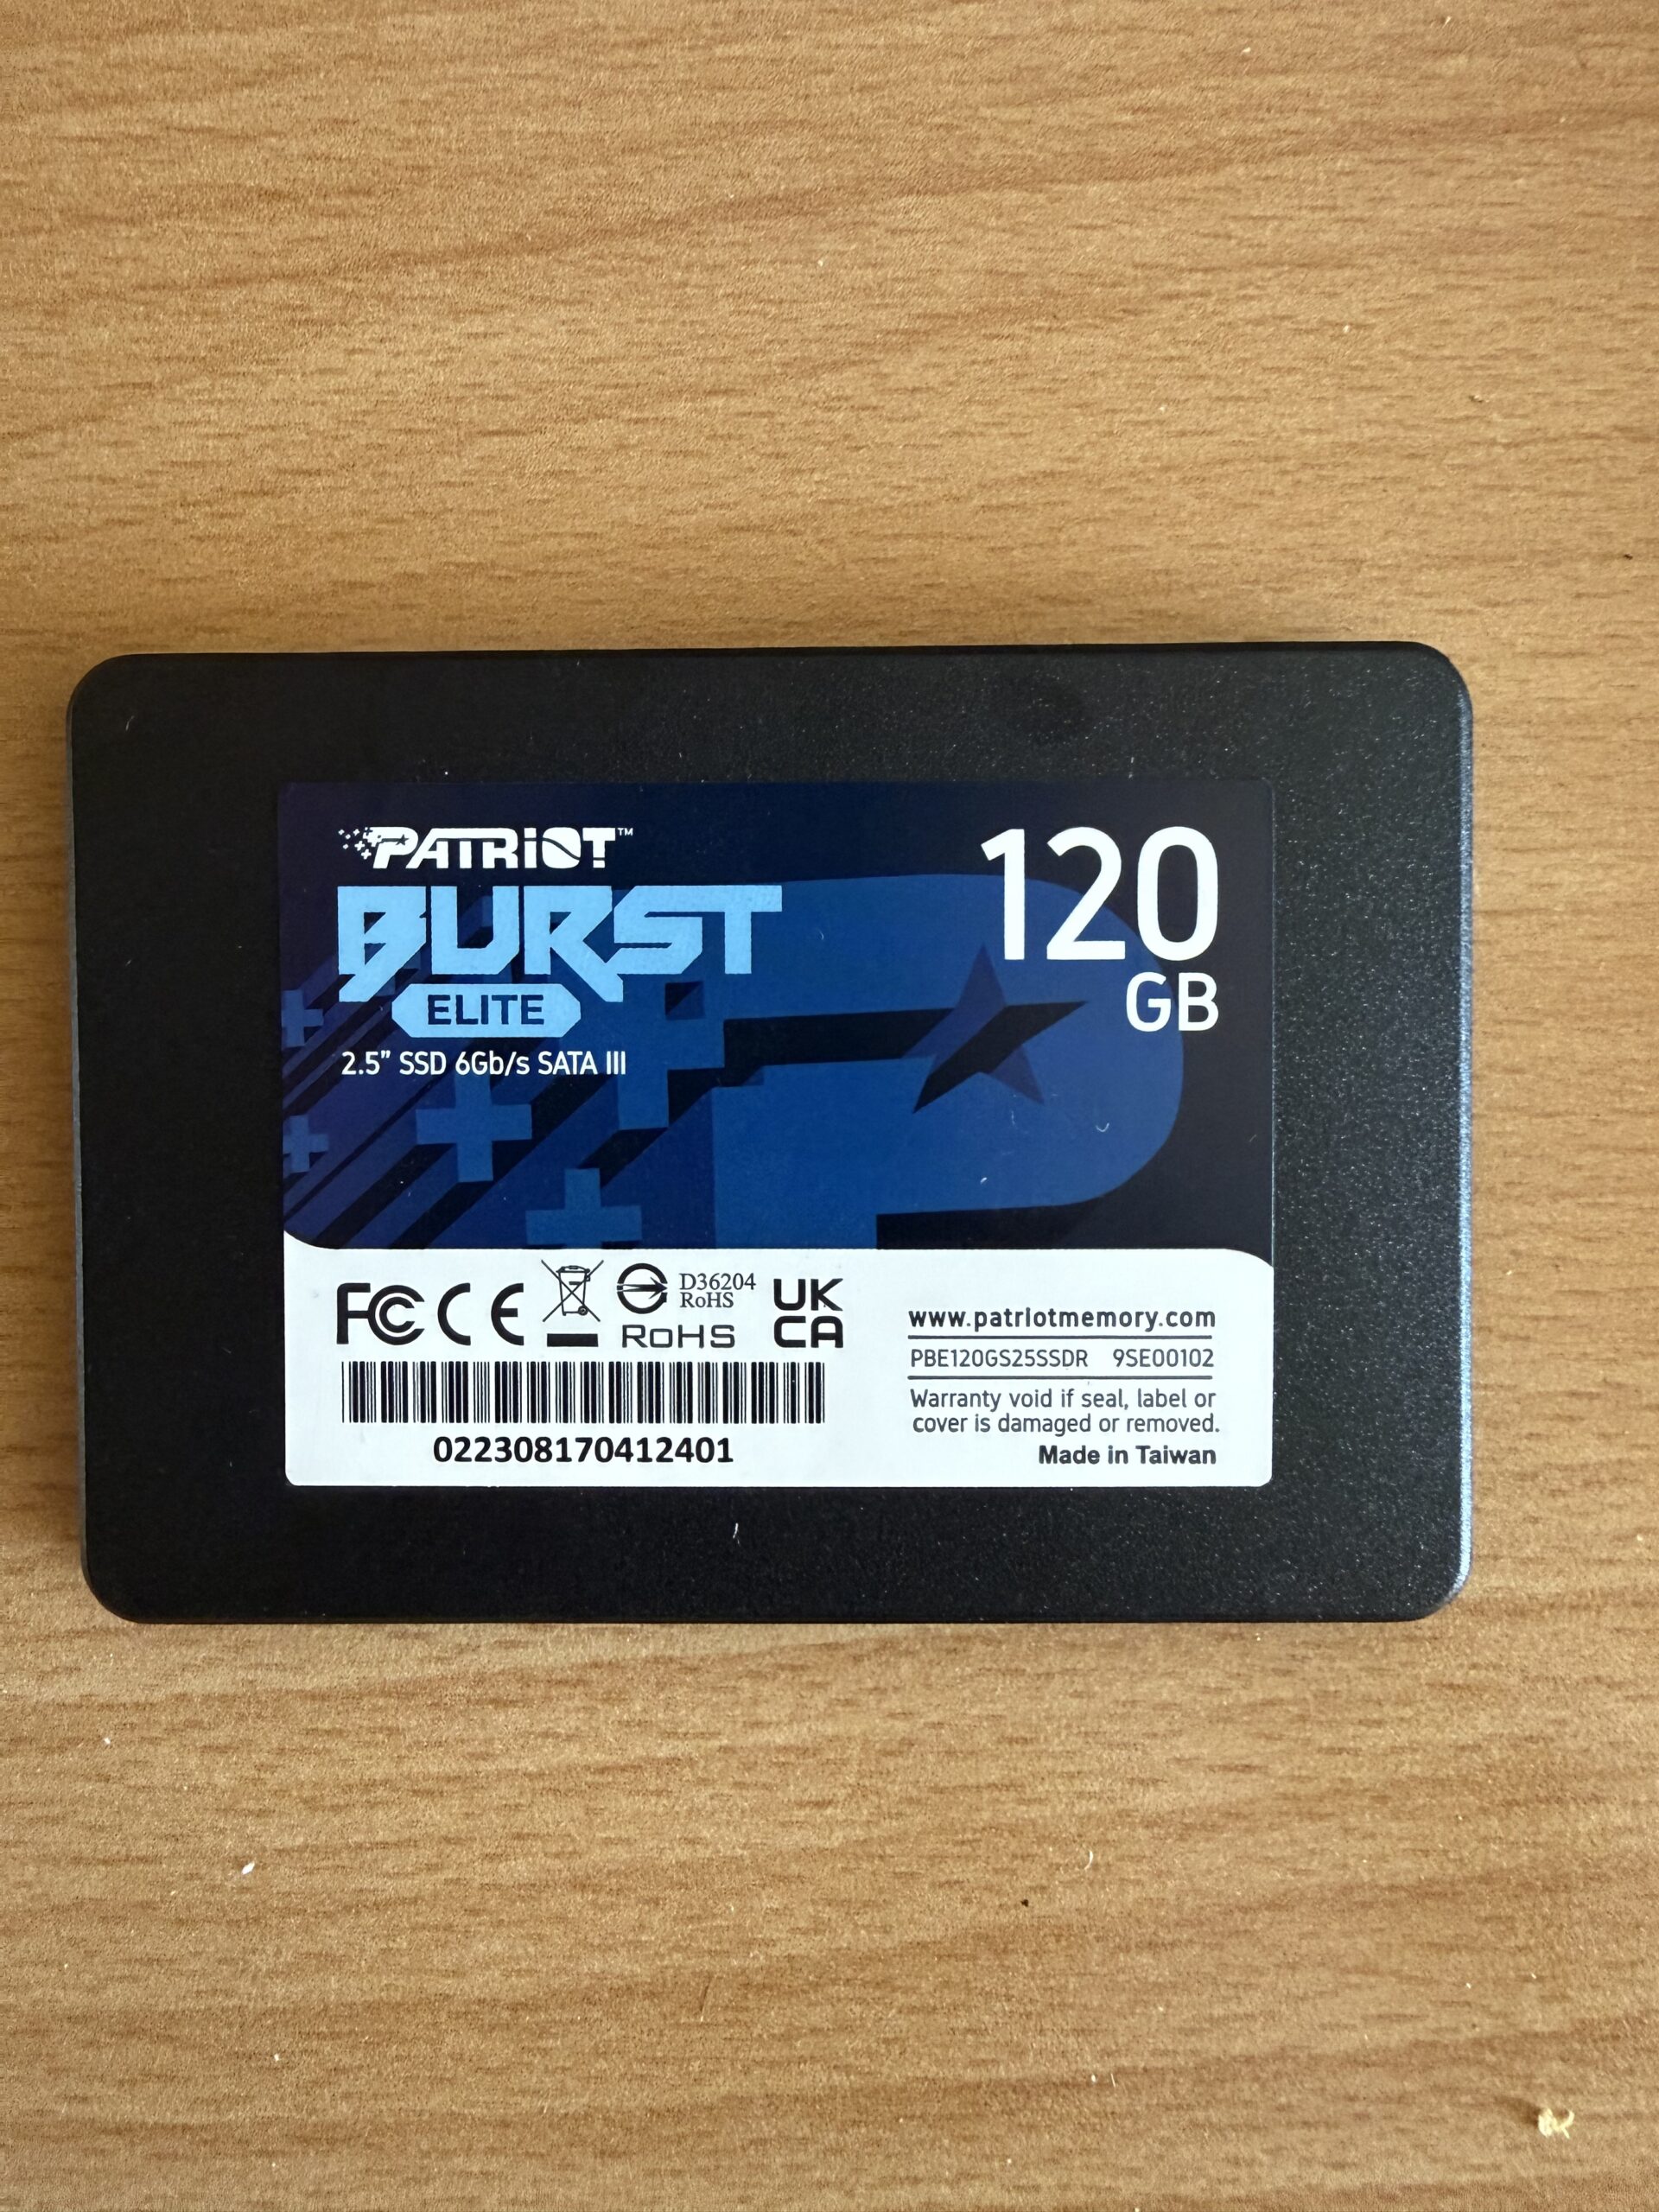 PATRIOT™
BURST
ELITE
2.5” SSD 6Gb/s SATA III
120
GB
FC CE
D36204
RoHS
RoHS
UK
CA
022308170412401
www.patriotmemory.com
PBE120GS25SSDR 9SE00102
Warranty void if seal, label or
cover is damaged or removed.
Made in Taiwan